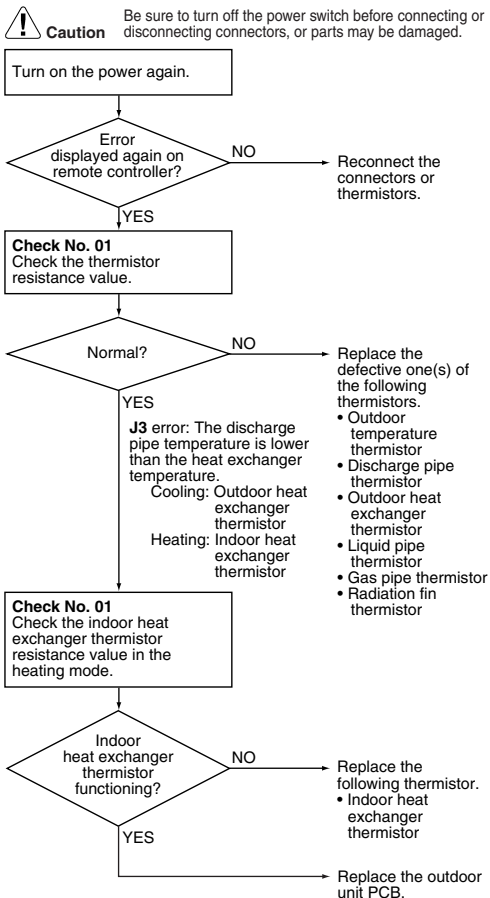 Caution
Be sure to turn off the power switch before connecting or
disconnecting connectors, or parts may be damaged.
Turn on the power again.
Error
displayed again on
remote controller?
NO
Reconnect the
connectors or
thermistors.
YES
Check No. 01
Check the thermistor
resistance value.
Normal?
NO
Replace the
defective one(s) of
the following
thermistors.
• Outdoor
temperature
thermistor
• Discharge pipe
thermistor
• Outdoor heat
exchanger
thermistor
• Liquid pipe
thermistor
• Gas pipe thermistor
• Radiation fin
thermistor
YES
J3 error: The discharge
pipe temperature is lower
than the heat exchanger
temperature.
Cooling: Outdoor heat
exchanger
thermistor
Heating: Indoor heat
exchanger
thermistor
Check No. 01
Check the indoor heat
exchanger thermistor
resistance value in the
heating mode.
Indoor
heat exchanger
thermistor
functioning?
NO
Replace the
following thermistor.
• Indoor heat
exchanger
thermistor
YES
Replace the outdoor
unit PCB.